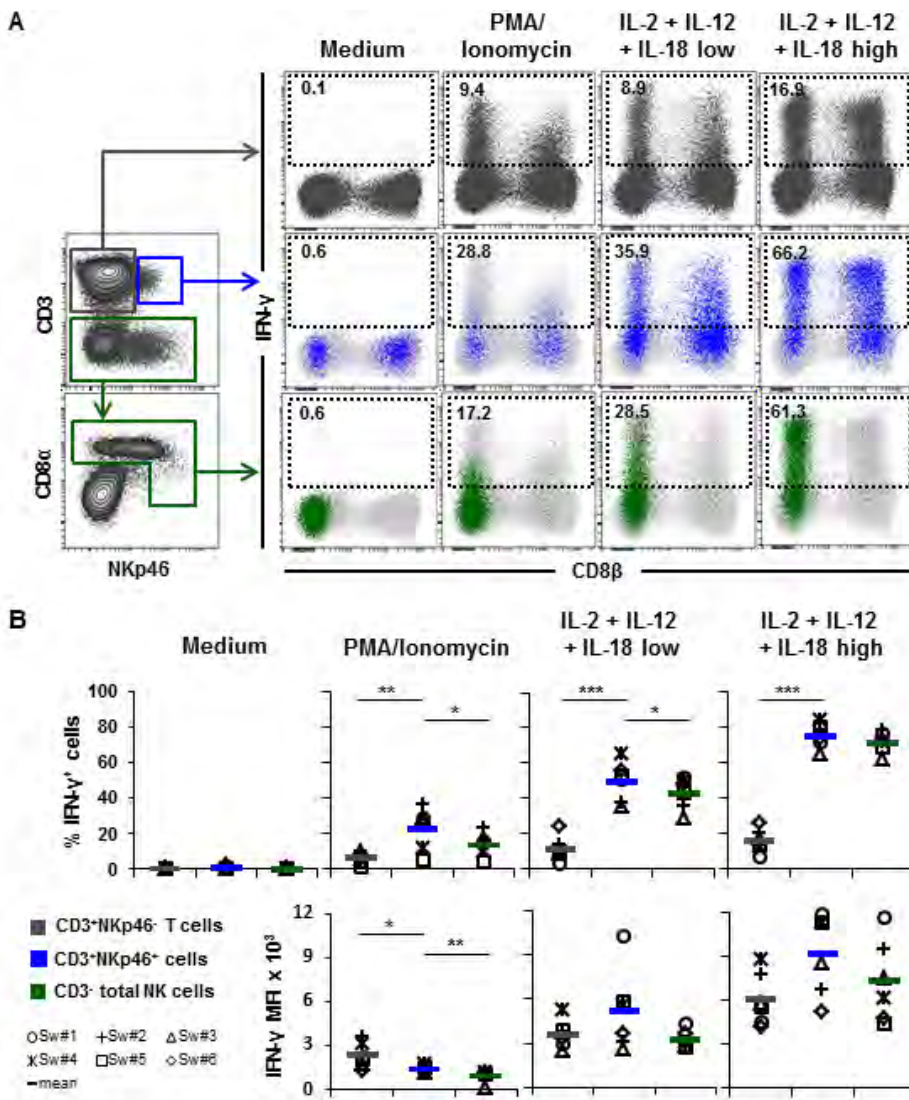 A
Medium
PMA/
Ionomycin
IL-2 + IL-12
+ IL-18 low
IL-2 + IL-12
+ IL-18 high
0.1
9.4
8.9
16.9
CD3
IFN-γ
0.6
28.8
35.9
66.2
CD8α
0.6
17.2
28.5
61.3
NKp46
CD8β
B
Medium
PMA/Ionomycin
IL-2 + IL-12
+ IL-18 low
IL-2 + IL-12
+ IL-18 high
% IFN-γ⁺ cells
100
80
60
40
20
0
** *
*** *
***
CD3⁺NKp46⁻ T cells
CD3⁺NKp46⁺ cells
CD3⁻ total NK cells
Sw#1 Sw#2 Sw#3
Sw#4 Sw#5 Sw#6
mean
IFN-γ MFI x 10³
12
9
6
3
0
* **